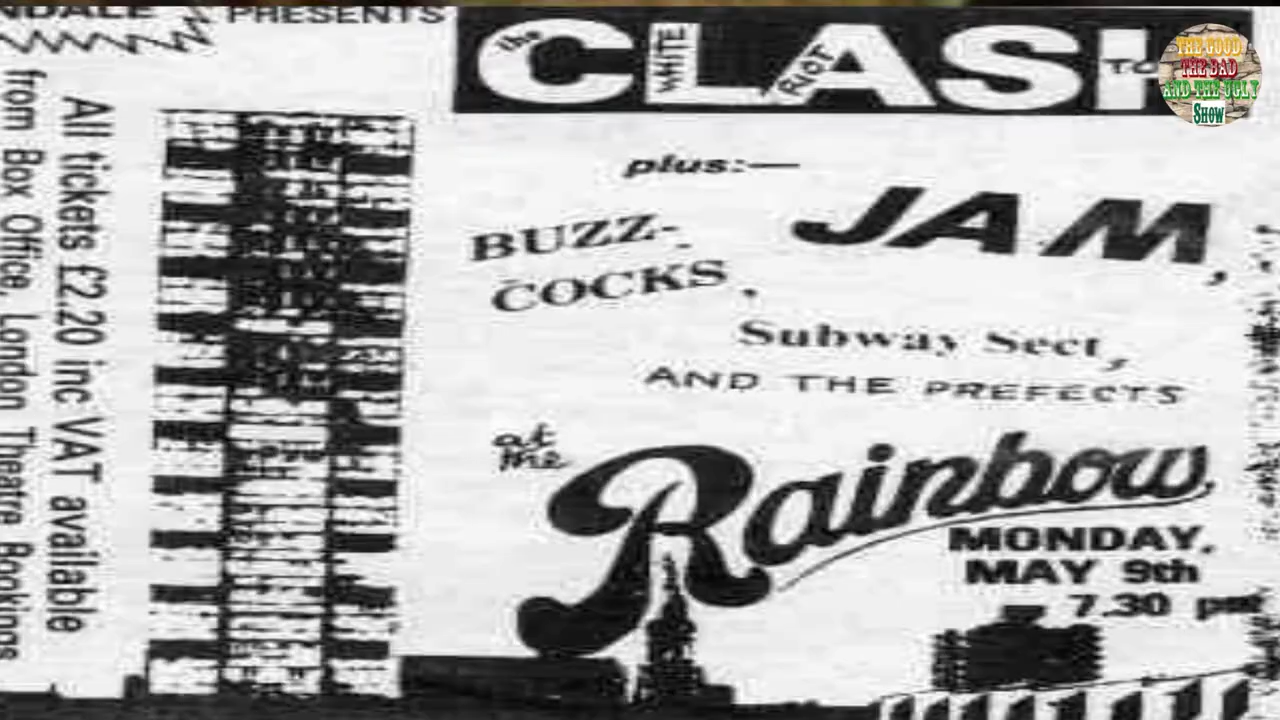 NDALE PRESENTS
the CLASH
WHITE
RIOT
TO
plus:—
JAM,
BUZZ-
COCKS,
Subway Sect,
AND THE PREFECTS
at
the
Rainbow
MONDAY.
MAY 9th
7.30 pm
All tickets £2.20 inc VAT available
from Box Office, London Theatre Bookings
THE GOOD
THE BAD
AND THE UGLY
SHOW